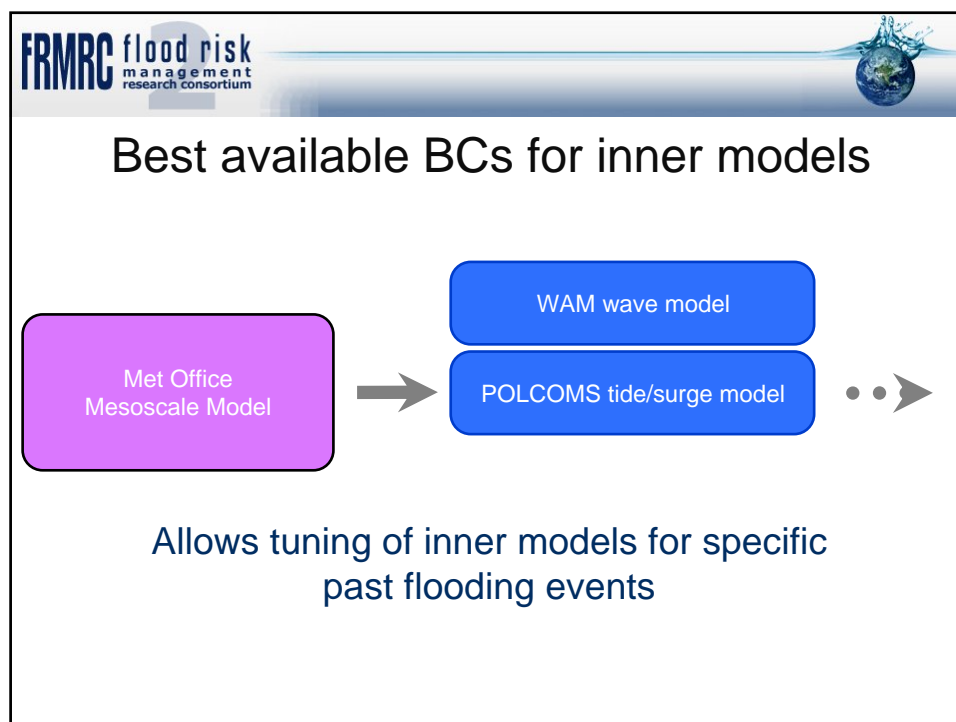 FRMRC flood risk
2
management
research consortium
Best available BCs for inner models
WAM wave model
Met Office
Mesoscale Model
POLCOMS tide/surge model
Allows tuning of inner models for specific
past flooding events